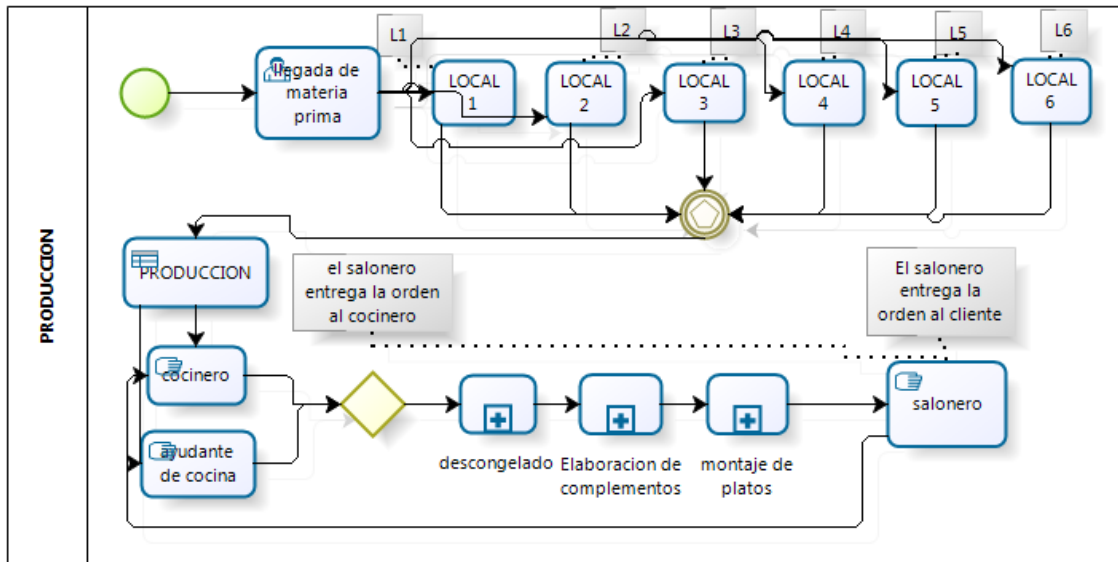 PRODUCCION
L1
L2
L3
L4
L5
L6
llegada de
materia
prima
LOCAL
1
LOCAL
2
LOCAL
3
LOCAL
4
LOCAL
5
LOCAL
6
PRODUCCION
el salonero
entrega la orden
al cocinero
El salonero
entrega la
orden al cliente
cocinero
ayudante
de cocina
descongelado
Elaboracion de
complementos
montaje de
platos
salonero